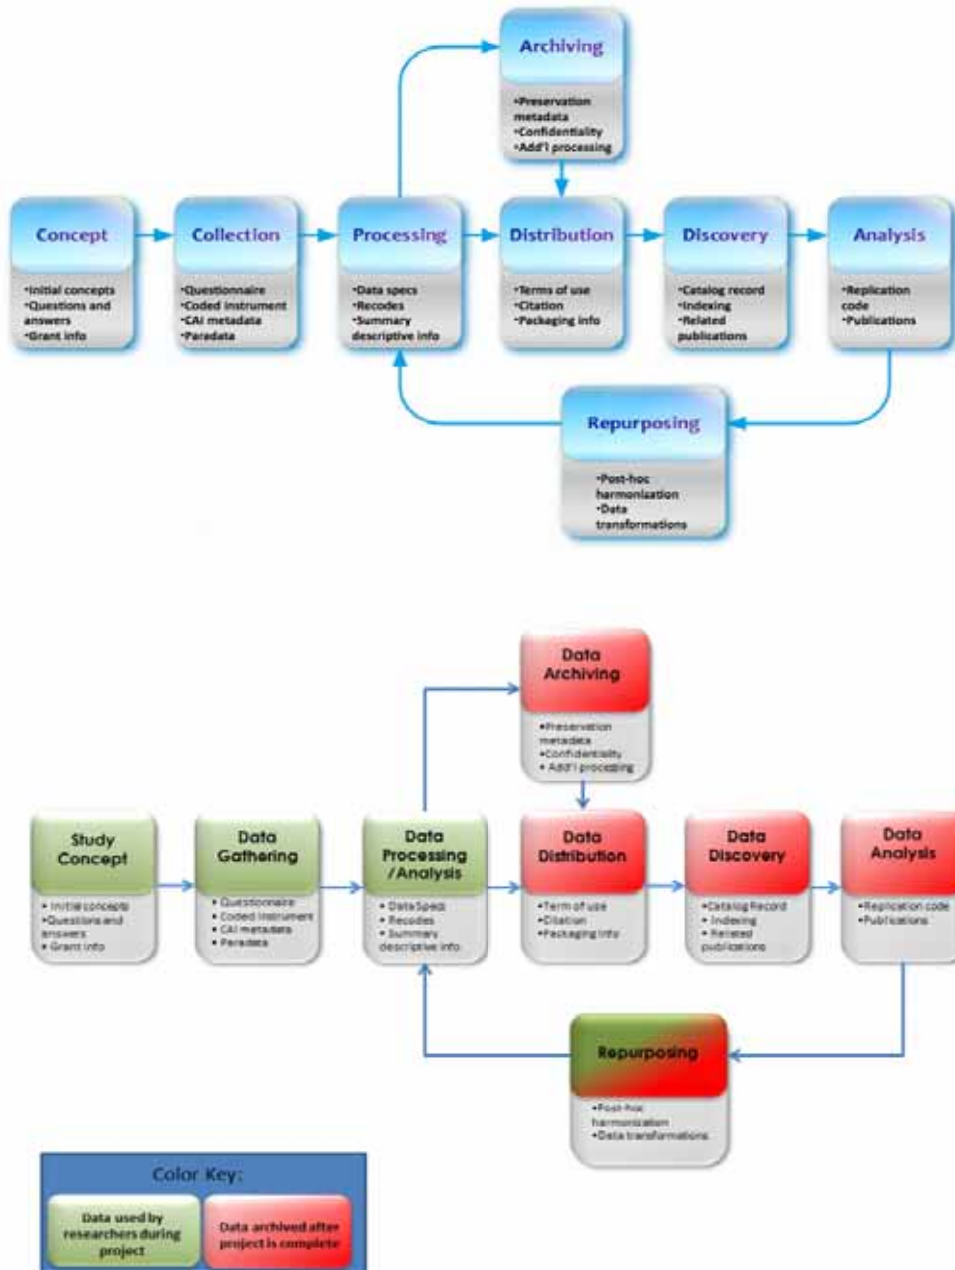 Archiving
•Preservation
metadata
•Confidentiality
•Add'l processing
Concept
•Initial concepts
•Questions and
answers
•Grant info
Collection
•Questionnaire
•Coded instrument
•CAI metadata
•Paradata
Processing
•Data specs
•Recodes
•Summary
descriptive info
Distribution
•Terms of use
•Citation
•Packaging info
Discovery
•Catalog record
•Indexing
•Related
publications
Analysis
•Replication
code
•Publications
Repurposing
•Post-hoc
harmonization
•Data
transformations
Data
Archiving
•Preservation
metadata
•Confidentiality
• Add'l processing
Study
Concept
• Initial concepts
•Questions and
answers
• Grant info
Data
Gathering
• Questionnaire
• Coded Instrument
• CAI metadata
• Paradata
Data
Processing
/Analysis
• Data Specs
• Recodes
• Summary
descriptive info
Data
Distribution
•Term of use
•Citation
•Packaging info
Data
Discovery
•Catalog Record
• Indexing
• Related
publications
Data
Analysis
•Replication code
•Publications
Repurposing
•Post-hoc
harmonization
•Data transformations
Color Key:
Data used by
researchers during
project
Data archived after
project is complete